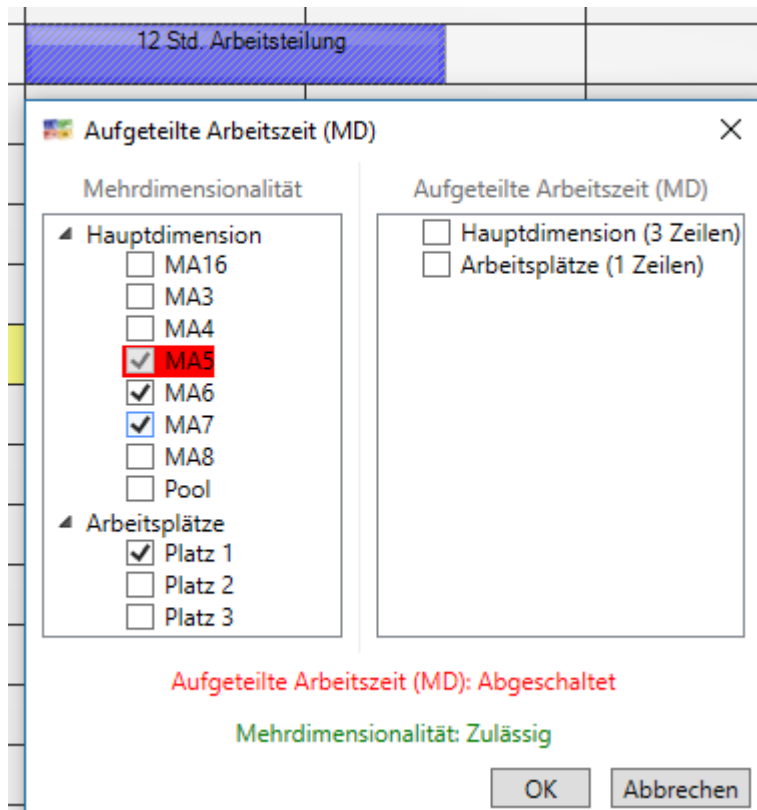 12 Std. Arbeitsteilung
Aufgeteilte Arbeitszeit (MD)
Mehrdimensionalität
Hauptdimension
MA16
MA3
MA4
MA5
MA6
MA7
MA8
Pool
Arbeitsplätze
Platz 1
Platz 2
Platz 3
Aufgeteilte Arbeitszeit (MD)
Hauptdimension (3 Zeilen)
Arbeitsplätze (1 Zeilen)
Aufgeteilte Arbeitszeit (MD): Abgeschaltet
Mehrdimensionalität: Zulässig
OK
Abbrechen